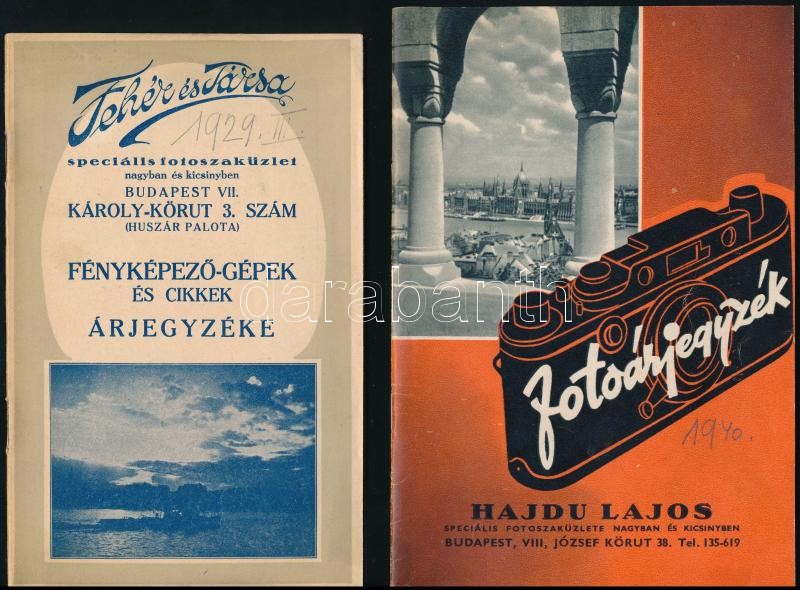 Fehér és Társa
1929. III.
speciális fotoszaküzlet
nagyban és kicsinyben
BUDAPEST VII.
KÁROLY-KÖRUT 3. SZÁM
(HUSZÁR PALOTA)
FÉNYKÉPEZŐ-GÉPEK
ÉS CIKKEK
ÁRJEGYZÉKE
darabanth
Fotoárjegyzék
1940.
HAJDU LAJOS
SPECIÁLIS FOTOSZAKÜZLETE NAGYBAN ÉS KICSINYBEN
BUDAPEST, VIII, JÓZSEF KÖRUT 38. Tel. 135-619